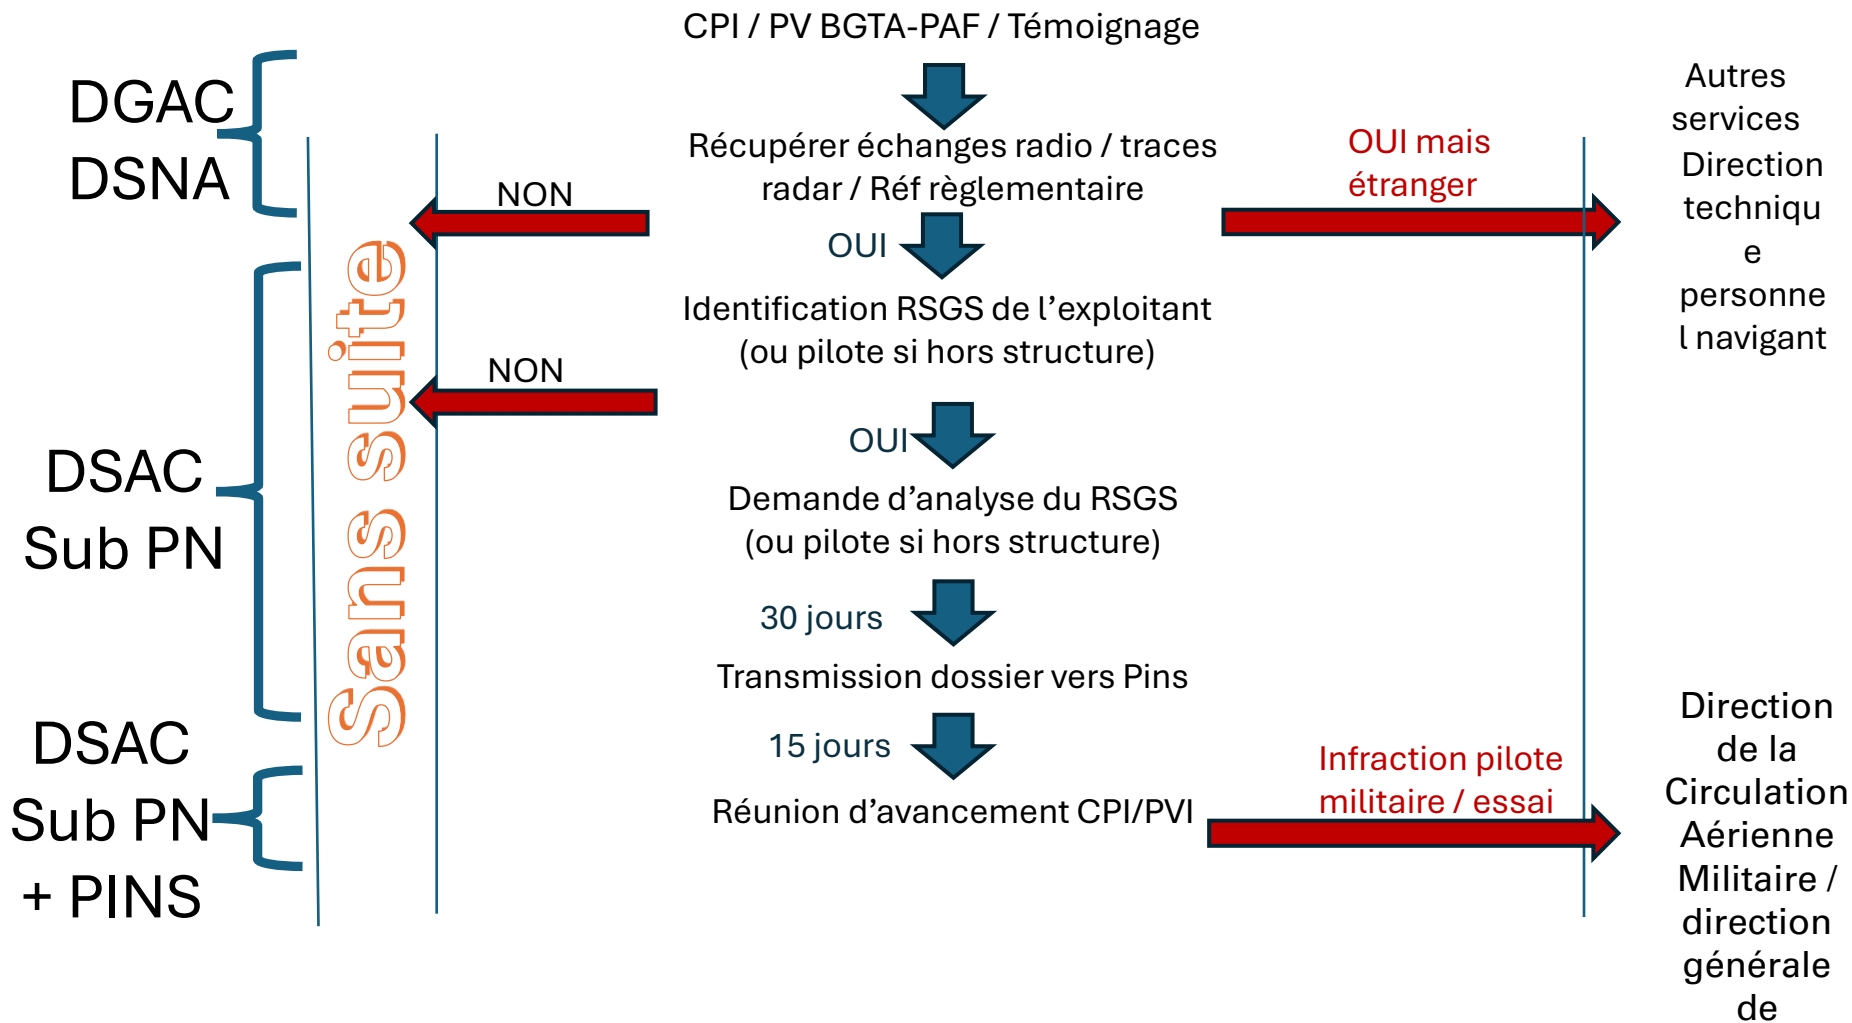 CPI / PV BGTA-PAF / Témoignage
DGAC
DSNA
Récupérer échanges radio / traces
radar / Réf règlementaire
NON
OUI mais
étranger
Autres
services
Direction
techniqu
e
personne
l navigant
OUI
Identification RSGS de l’exploitant
(ou pilote si hors structure)
NON
Sans suite
OUI
DSAC
Sub PN
Demande d’analyse du RSGS
(ou pilote si hors structure)
30 jours
Transmission dossier vers Pins
15 jours
DSAC
Sub PN
+ PINS
Réunion d’avancement CPI/PVI
Infraction pilote
militaire / essai
Direction
de la
Circulation
Aérienne
Militaire /
direction
générale
de